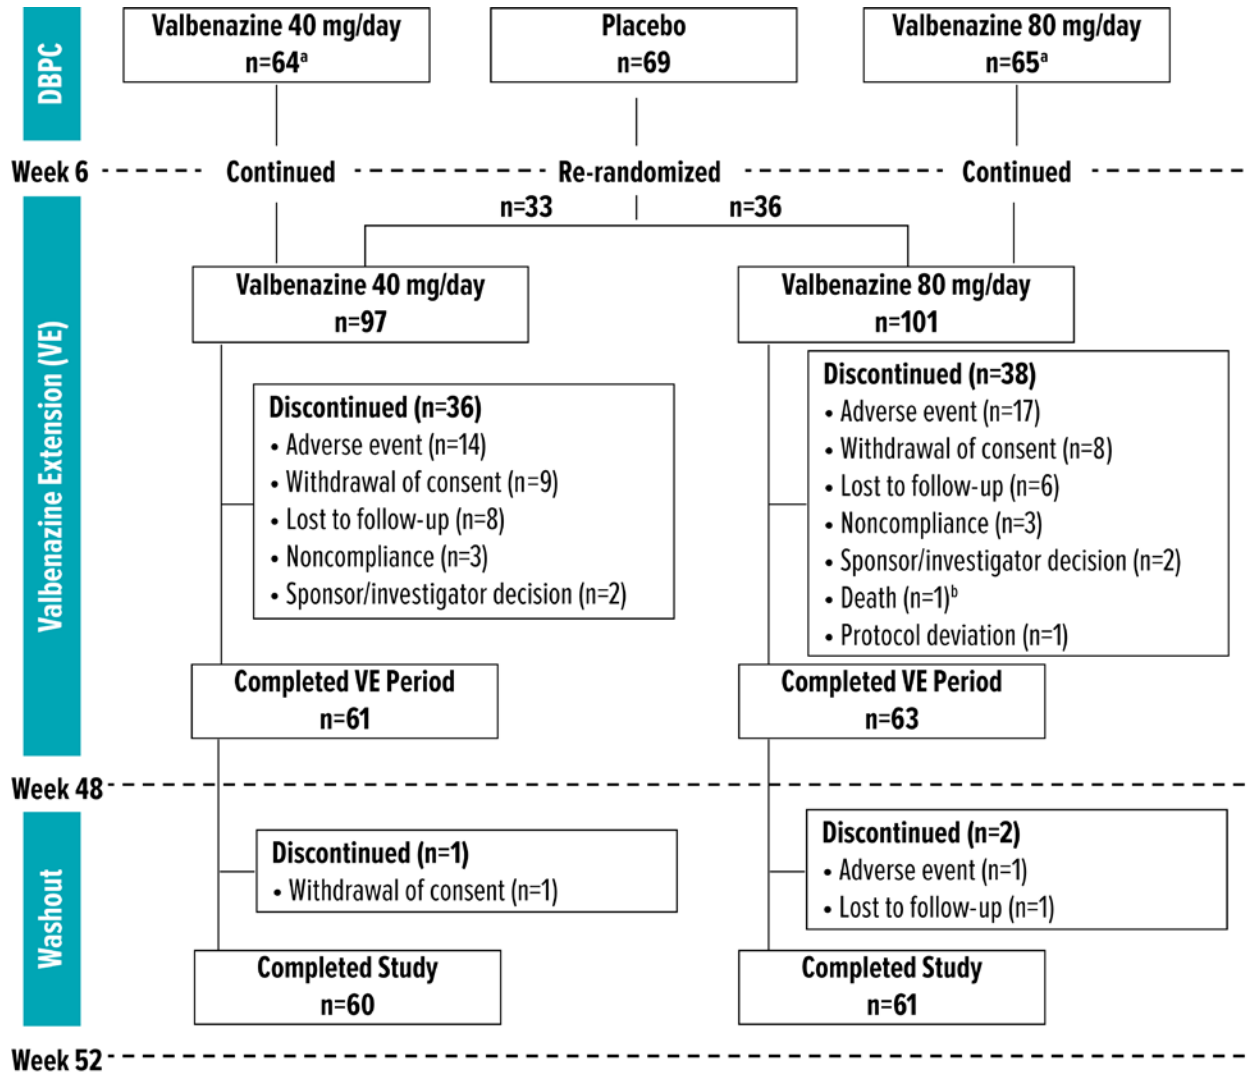 DBPC
Valbenazine 40 mg/day
n=64ᵃ
Placebo
n=69
Valbenazine 80 mg/day
n=65ᵃ
Week 6
Continued
Re-randomized
Continued
n=33
n=36
Valbenazine Extension (VE)
Valbenazine 40 mg/day
n=97
Valbenazine 80 mg/day
n=101
Discontinued (n=36)
• Adverse event (n=14)
• Withdrawal of consent (n=9)
• Lost to follow-up (n=8)
• Noncompliance (n=3)
• Sponsor/investigator decision (n=2)
Discontinued (n=38)
• Adverse event (n=17)
• Withdrawal of consent (n=8)
• Lost to follow-up (n=6)
• Noncompliance (n=3)
• Sponsor/investigator decision (n=2)
• Death (n=1)ᵇ
• Protocol deviation (n=1)
Completed VE Period
n=61
Completed VE Period
n=63
Week 48
Washout
Discontinued (n=1)
• Withdrawal of consent (n=1)
Discontinued (n=2)
• Adverse event (n=1)
• Lost to follow-up (n=1)
Completed Study
n=60
Completed Study
n=61
Week 52